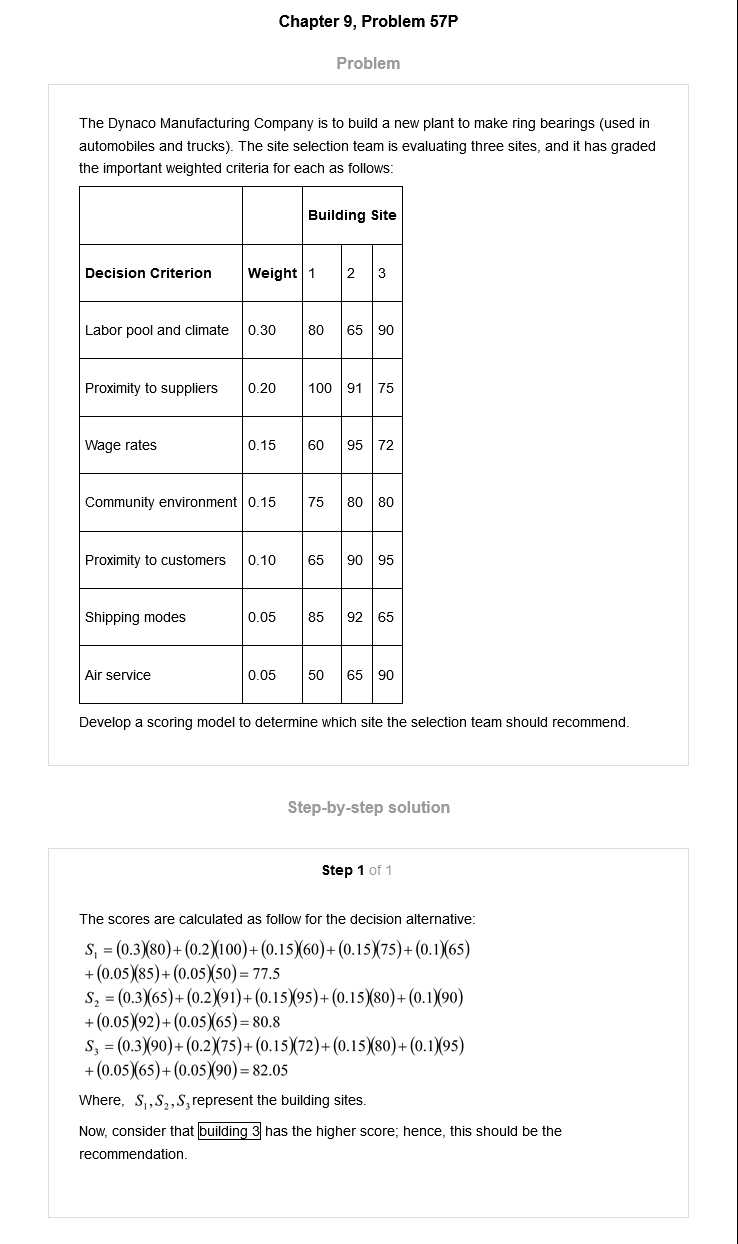 Chapter 9, Problem 57P
Problem
The Dynaco Manufacturing Company is to build a new plant to make ring bearings (used in
automobiles and trucks). The site selection team is evaluating three sites, and it has graded
the important weighted criteria for each as follows:
Building Site
Decision Criterion Weight 1 2 3
Labor pool and climate 0.30 80 65 90
Proximity to suppliers 0.20 100 91 75
Wage rates 0.15 60 95 72
Community environment 0.15 75 80 80
Proximity to customers 0.10 65 90 95
Shipping modes 0.05 85 92 65
Air service 0.05 50 65 90
Develop a scoring model to determine which site the selection team should recommend.
Step-by-step solution
Step 1 of 1
The scores are calculated as follow for the decision alternative:
S₁ = (0.3)(80)+(0.2)(100)+(0.15)(60)+(0.15)(75)+(0.1)(65)
+(0.05)(85)+(0.05)(50)=77.5
S₂ = (0.3)(65)+(0.2)(91)+(0.15)(95)+(0.15)(80)+(0.1)(90)
+(0.05)(92)+(0.05)(65)=80.8
S₃ = (0.3)(90)+(0.2)(75)+(0.15)(72)+(0.15)(80)+(0.1)(95)
+(0.05)(65)+(0.05)(90)=82.05
Where, S₁,S₂,S₃ represent the building sites.
Now, consider that building 3 has the higher score; hence, this should be the
recommendation.